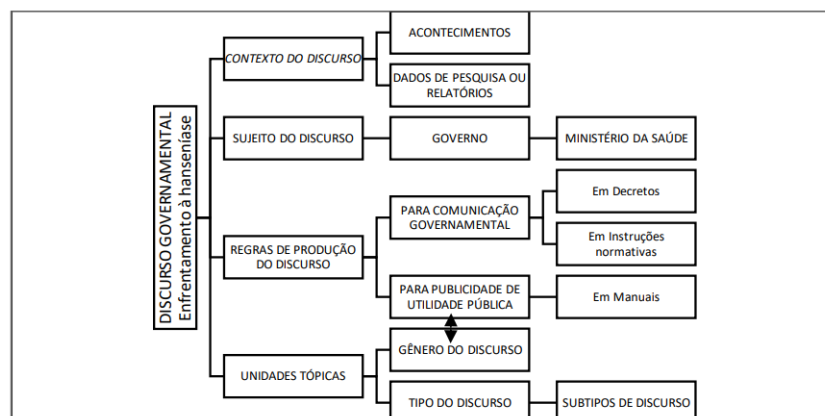 DISCURSO GOVERNAMENTAL
Enfrentamento à hanseníase
CONTEXTO DO DISCURSO
ACONTECIMENTOS
DADOS DE PESQUISA OU
RELATÓRIOS
SUJEITO DO DISCURSO
GOVERNO
MINISTÉRIO DA SAÚDE
REGRAS DE PRODUÇÃO
DO DISCURSO
PARA COMUNICAÇÃO
GOVERNAMENTAL
Em Decretos
Em Instruções
normativas
PARA PUBLICIDADE DE
UTILIDADE PÚBLICA
Em Manuais
UNIDADES TÓPICAS
GÊNERO DO DISCURSO
TIPO DO DISCURSO
SUBTIPOS DE DISCURSO